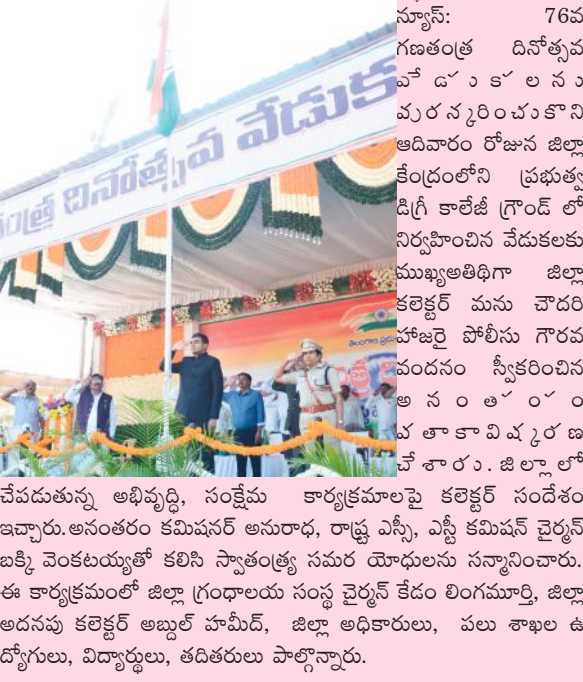 న్యూస్: 76వ
గణతంత్ర దినోత్సవ
వేడుకలను
పురస్కరించుకొని
ఆదివారం రోజున జిల్లా
కేంద్రంలోని ప్రభుత్వ
డిగ్రీ కాలేజీ గ్రౌండ్ లో
నిర్వహించిన వేడుకలకు
ముఖ్యఅతిథిగా జిల్లా
కలెక్టర్ మను చౌదరి
హాజరై పోలీసు గౌరవ
వందనం స్వీకరించిన
అనంతరం
పతాకావిష్కరణ
చేశారు. జిల్లాలో
చేపడుతున్న అభివృద్ధి, సంక్షేమ కార్యక్రమాలపై కలెక్టర్ సందేశం
ఇచ్చారు.అనంతరం కమిషనర్ అనురాధ, రాష్ట్ర ఎస్సీ, ఎస్టీ కమిషన్ చైర్మన్
బక్కి వెంకటయ్యతో కలిసి స్వాతంత్ర్య సమర యోధులను సన్మానించారు.
ఈ కార్యక్రమంలో జిల్లా గ్రంధాలయ సంస్థ చైర్మన్ కేడం లింగమూర్తి, జిల్లా
అదనపు కలెక్టర్ అబ్దుల్ హమీద్, జిల్లా అధికారులు, పలు శాఖల ఉ
ద్యోగులు, విద్యార్థులు, తదితరులు పాల్గొన్నారు.
తంత్ర దినోత్సవ వేడుక